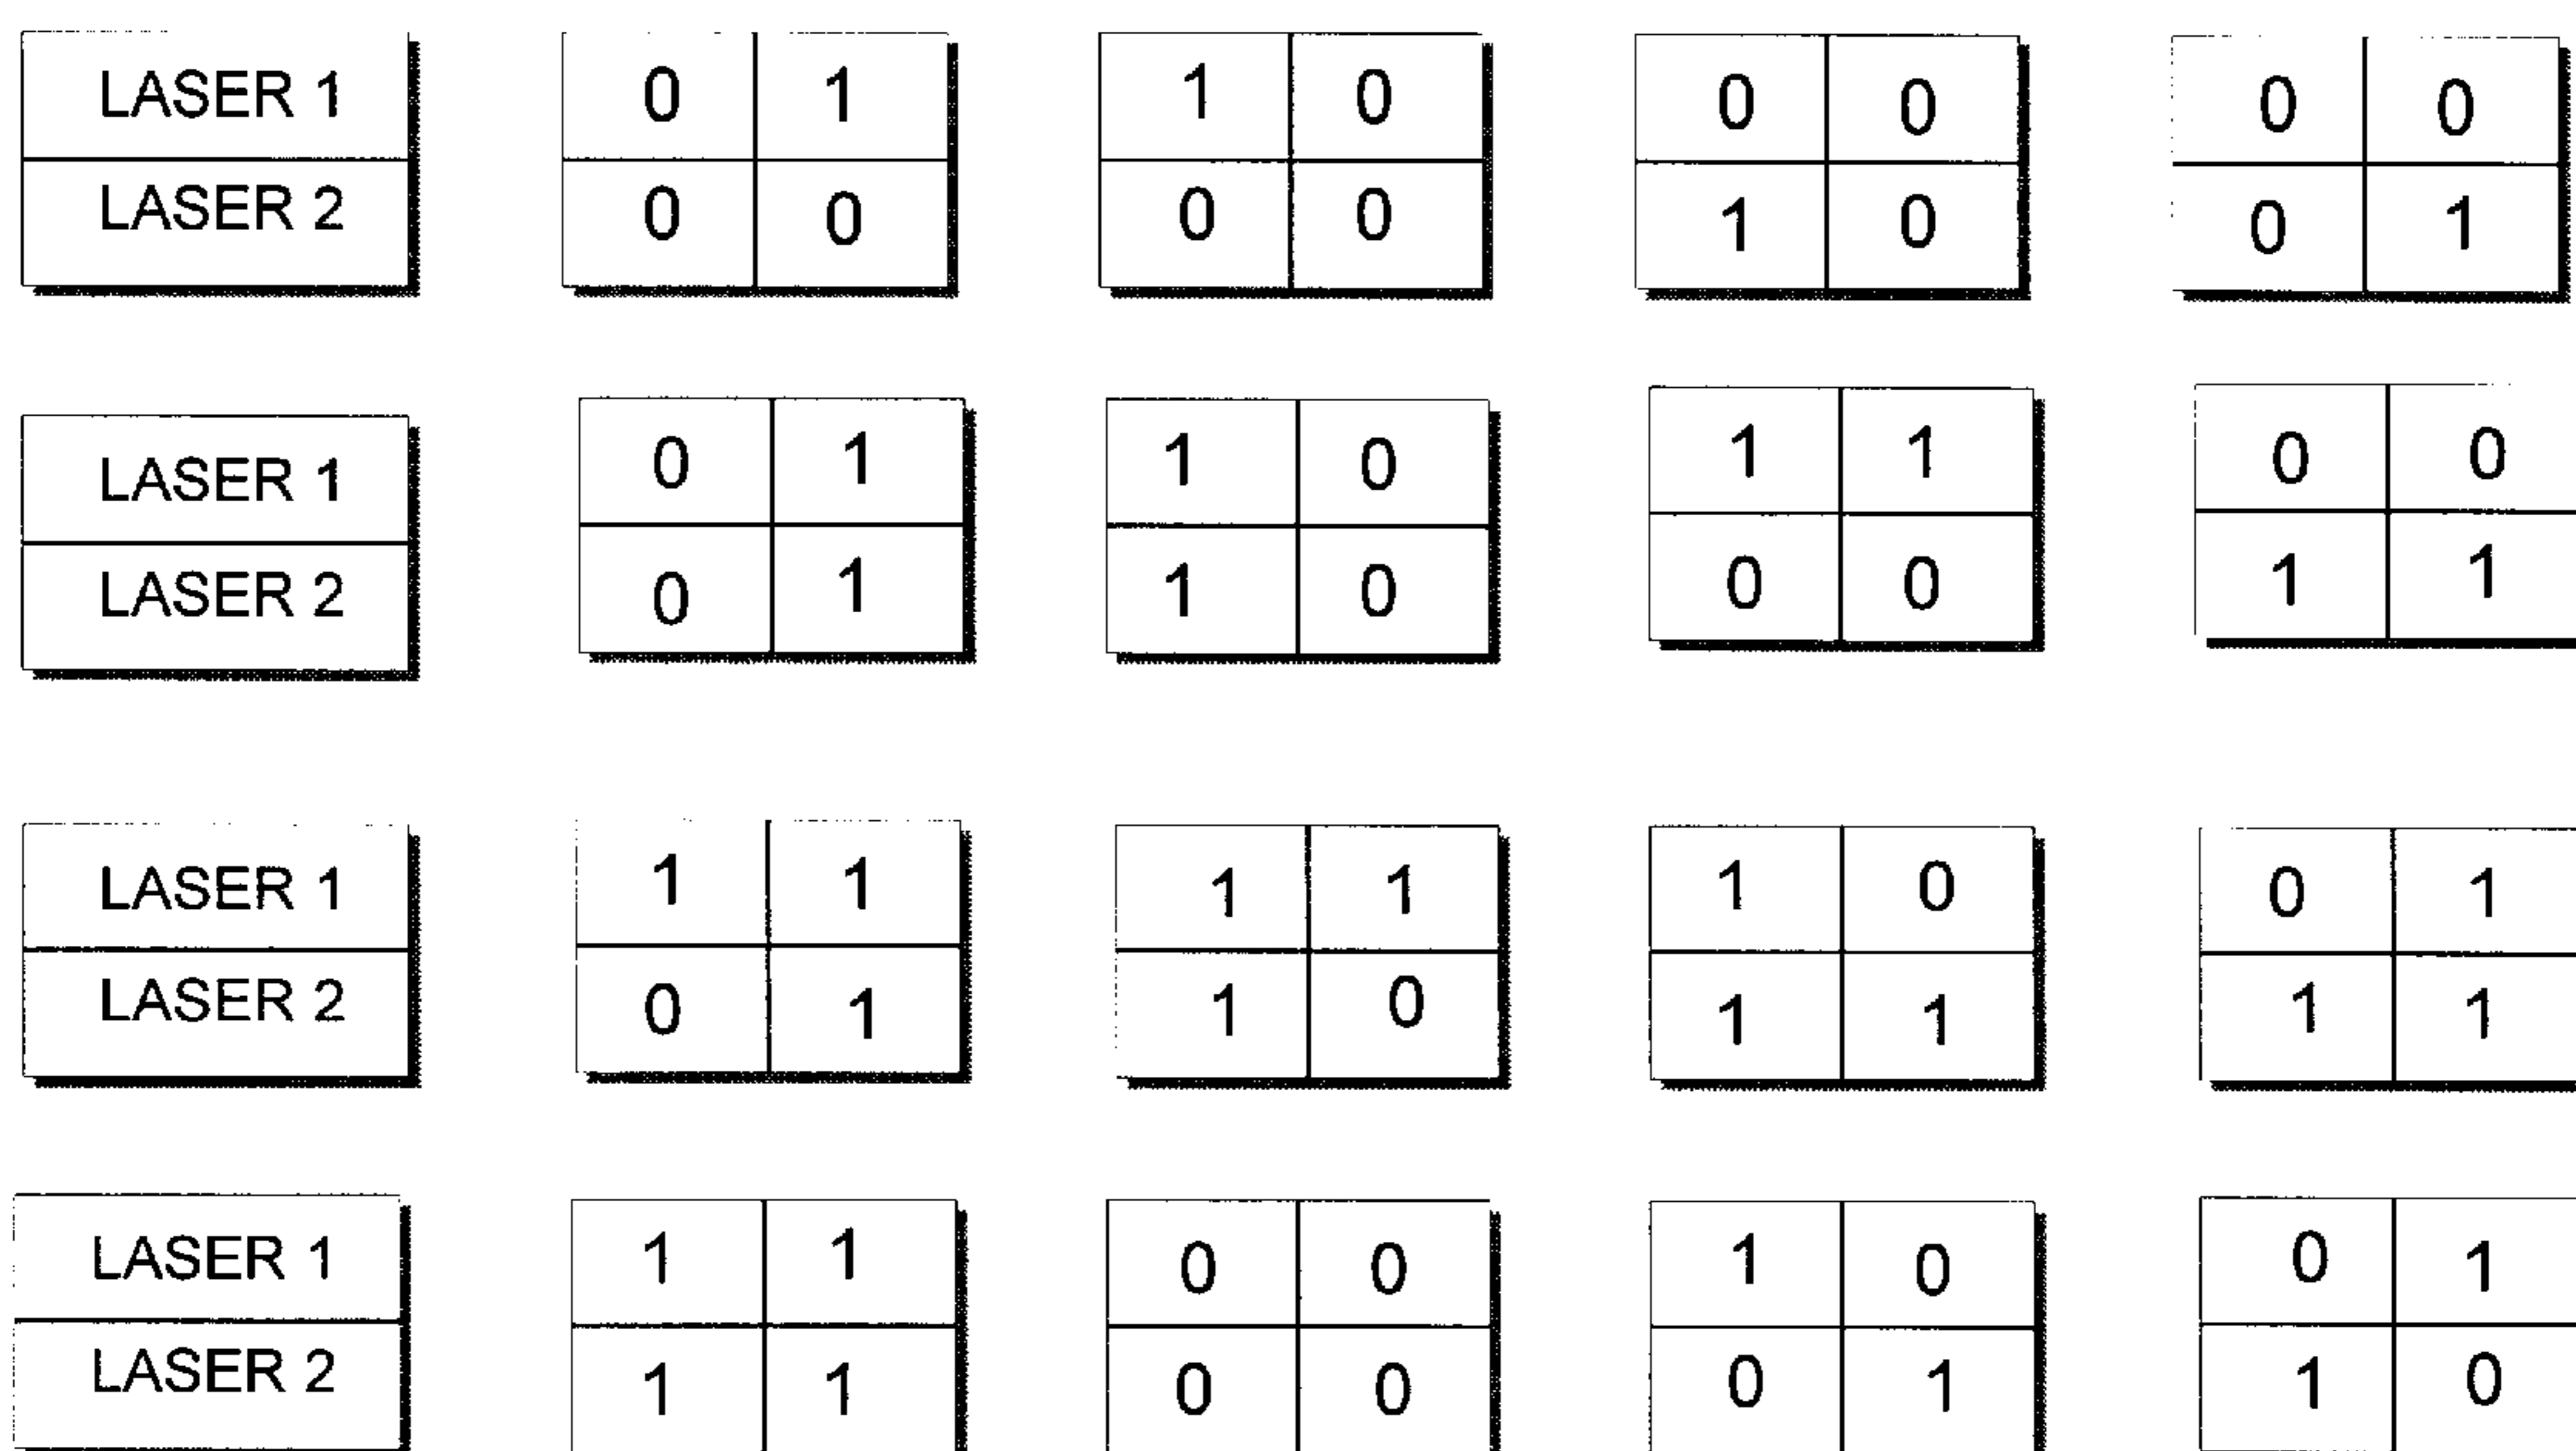 LASER 1 0 1 1 0 0 0 0 0
LASER 2 0 0 0 0 1 0 0 1
LASER 1 0 1 1 0 1 1 0 0
LASER 2 0 1 1 0 0 0 1 1
LASER 1 1 1 1 1 1 0 0 1
LASER 2 0 1 1 0 1 1 1 1
LASER 1 1 1 0 0 1 0 0 1
LASER 2 1 1 0 0 0 1 1 0